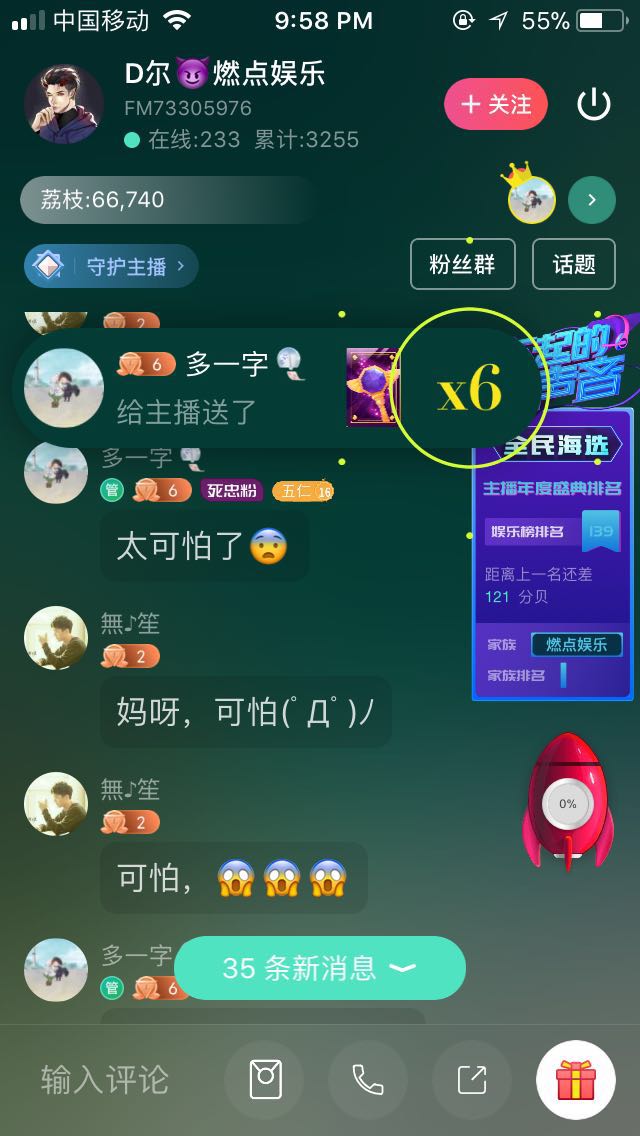 中国移动
9:58 PM
55%
D尔😈燃点娱乐
FM73305976
在线:233 累计:3255
+ 关注
荔枝:66,740
守护主播
粉丝群
话题
2
6 多一字
给主播送了
x6
多一字
管 6 死忠粉 五仁 16
太可怕了😨
無♪笙
2
妈呀，可怕(ﾟДﾟ)ﾉ
無♪笙
2
可怕，😱😱😱
多一字
管 6
35 条新消息
声音
全民海选
主播年度盛典排名
娱乐榜排名 139
距离上一名还差
121 分贝
家族 燃点娱乐
家族排名
0%
输入评论